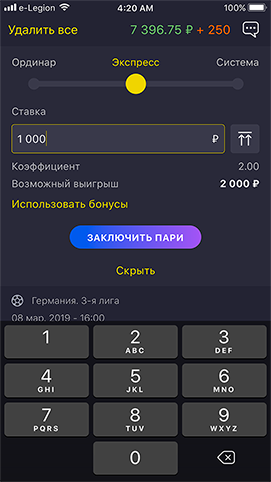 e-Legion 4:20 AM 100%
Удалить все 7 396.75 ₽ + 250
Ординар Экспресс Система
Ставка
1 000 ₽
Коэффициент 2.00
Возможный выигрыш 2 000 ₽
Использовать бонусы
ЗАКЛЮЧИТЬ ПАРИ
Скрыть
Германия. 3-я лига
08 мар, 2019 - 16:00
1 2 3
ABC DEF
4 5 6
GHI JKL MNO
7 8 9
PQRS TUV WXYZ
0